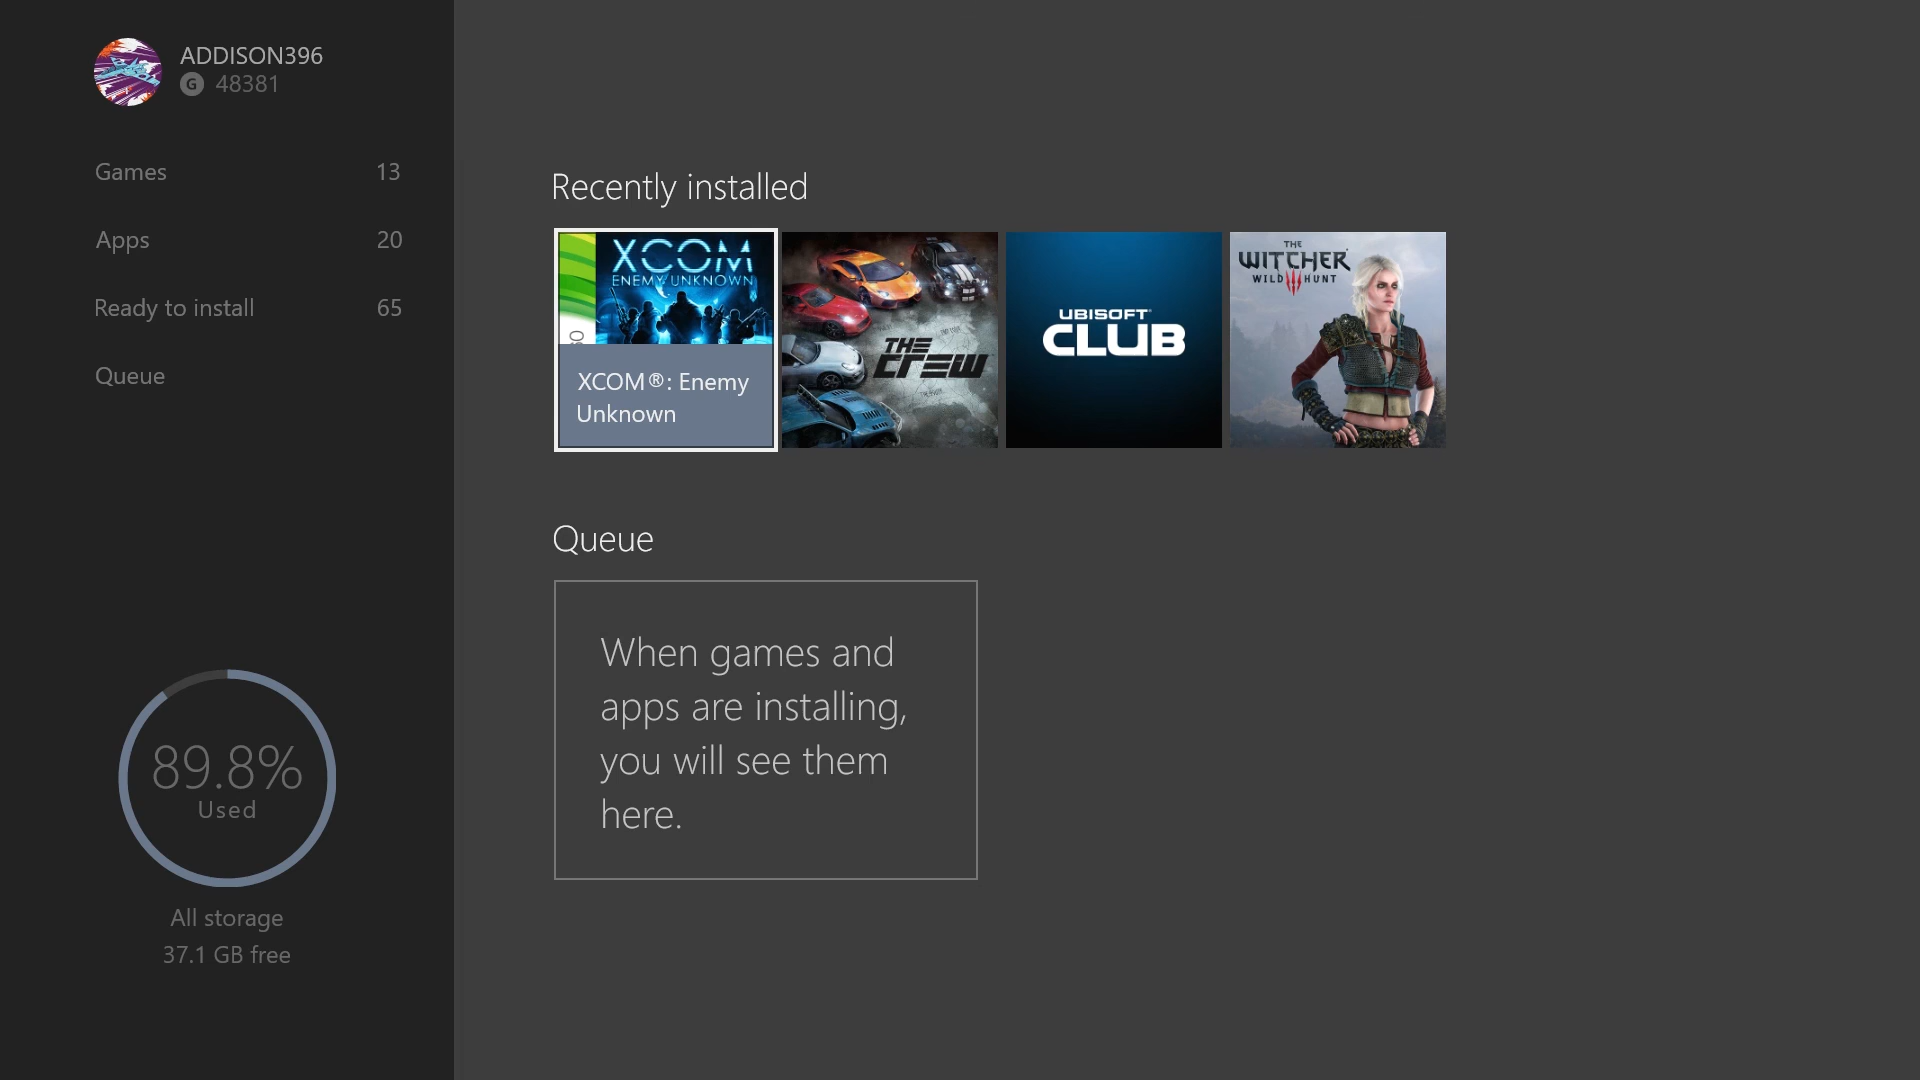 ADDISON396
G 48381
Games 13
Apps 20
Ready to install 65
Queue
89.8%
Used
All storage
37.1 GB free
Recently installed
XCOM
ENEMY UNKNOWN
XCOM®: Enemy
Unknown
THE
CREW
UBISOFT
CLUB
THE
WITCHER
WILD HUNT
Queue
When games and
apps are installing,
you will see them
here.